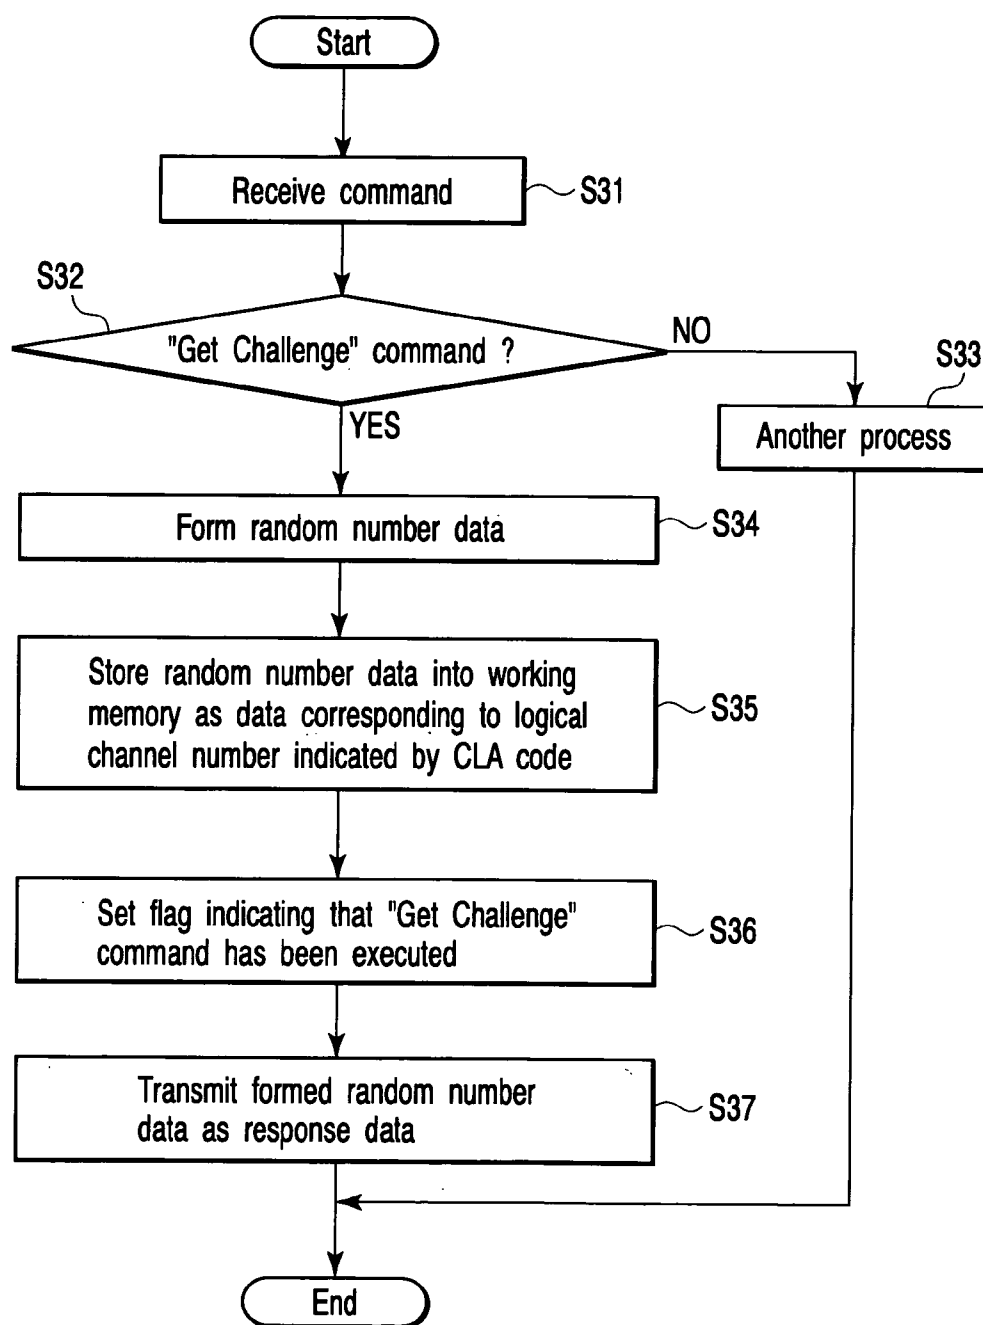 Start
Receive command
S31
S32
"Get Challenge" command ?
NO
S33
YES
Another process
Form random number data
S34
Store random number data into working
memory as data corresponding to logical
channel number indicated by CLA code
S35
Set flag indicating that "Get Challenge"
command has been executed
S36
Transmit formed random number
data as response data
S37
End